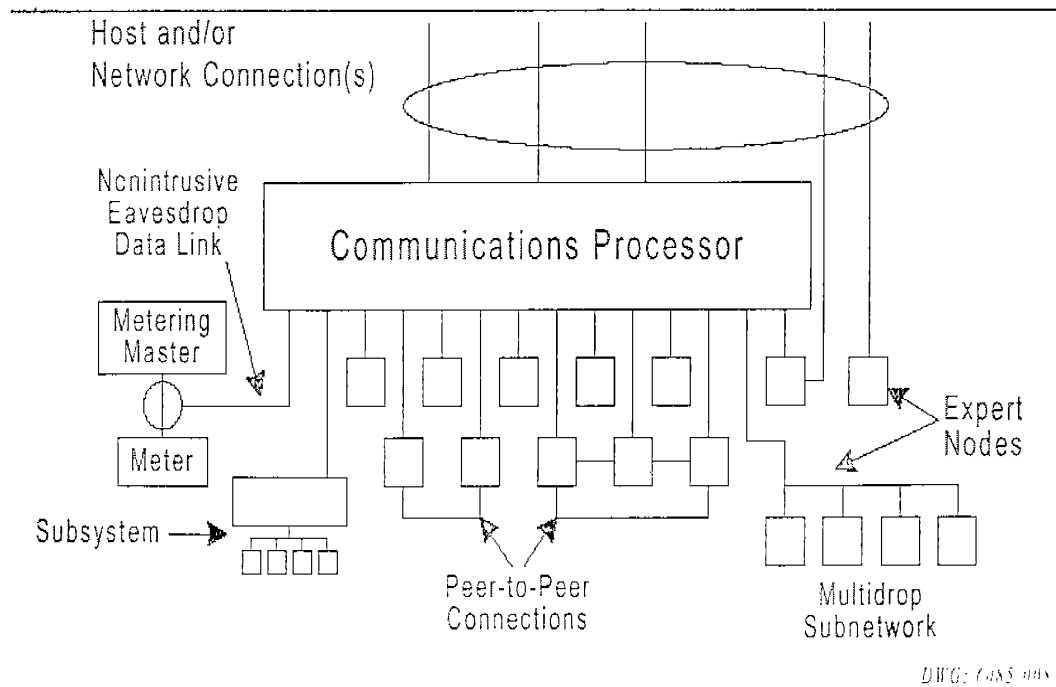 Host and/or
Network Connection(s)
Nonintrusive
Eavesdrop
Data Link
Communications Processor
Metering
Master
Meter
Expert
Nodes
Subsystem
Peer-to-Peer
Connections
Multidrop
Subnetwork
DWG: